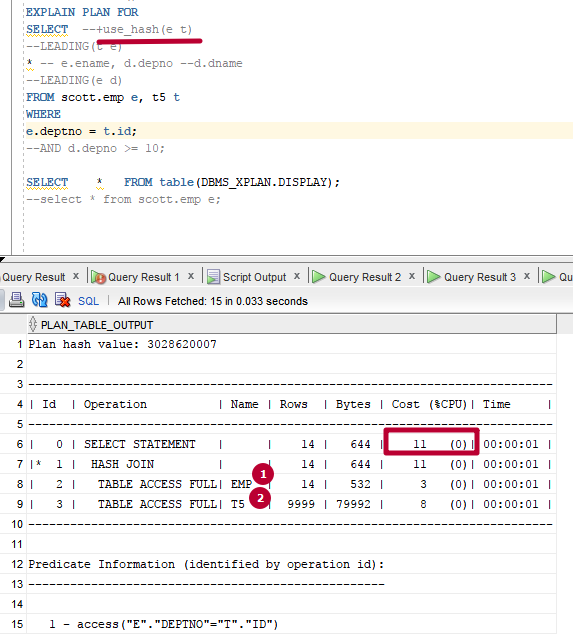 EXPLAIN PLAN FOR
SELECT  --+use_hash(e t)
--LEADING(t e)
* -- e.ename, d.depno --d.dname
--LEADING(e d)
FROM scott.emp e, t5 t
WHERE
e.deptno = t.id;
--AND d.depno >= 10;
SELECT    *   FROM table(DBMS_XPLAN.DISPLAY);
--select * from scott.emp e;
Query Result x Query Result 1 x Script Output x Query Result 2 x Query Result 3 x Qu
SQL | All Rows Fetched: 15 in 0.033 seconds
PLAN_TABLE_OUTPUT
1 Plan hash value: 3028620007
2
3 ---------------------------------------------------------------------------
4 | Id  | Operation          | Name | Rows  | Bytes | Cost (%CPU)| Time     |
5 ---------------------------------------------------------------------------
6 |   0 | SELECT STATEMENT   |      |    14 |   644 |    11   (0)| 00:00:01 |
7 |*  1 |  HASH JOIN         |      |    14 |   644 |    11   (0)| 00:00:01 |
8 |   2 |   TABLE ACCESS FULL| EMP  |    14 |   532 |     3   (0)| 00:00:01 | 1
9 |   3 |   TABLE ACCESS FULL| T5   |  9999 | 79992 |     8   (0)| 00:00:01 | 2
10 ---------------------------------------------------------------------------
11
12 Predicate Information (identified by operation id):
13 ---------------------------------------------------
14
15    1 - access("E"."DEPTNO"="T"."ID")